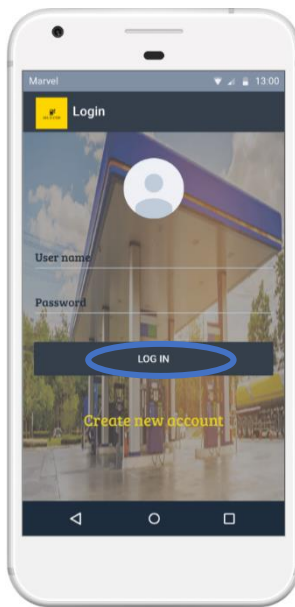 Marvel 13:00
Login
User name
Password
LOG IN
Create new account